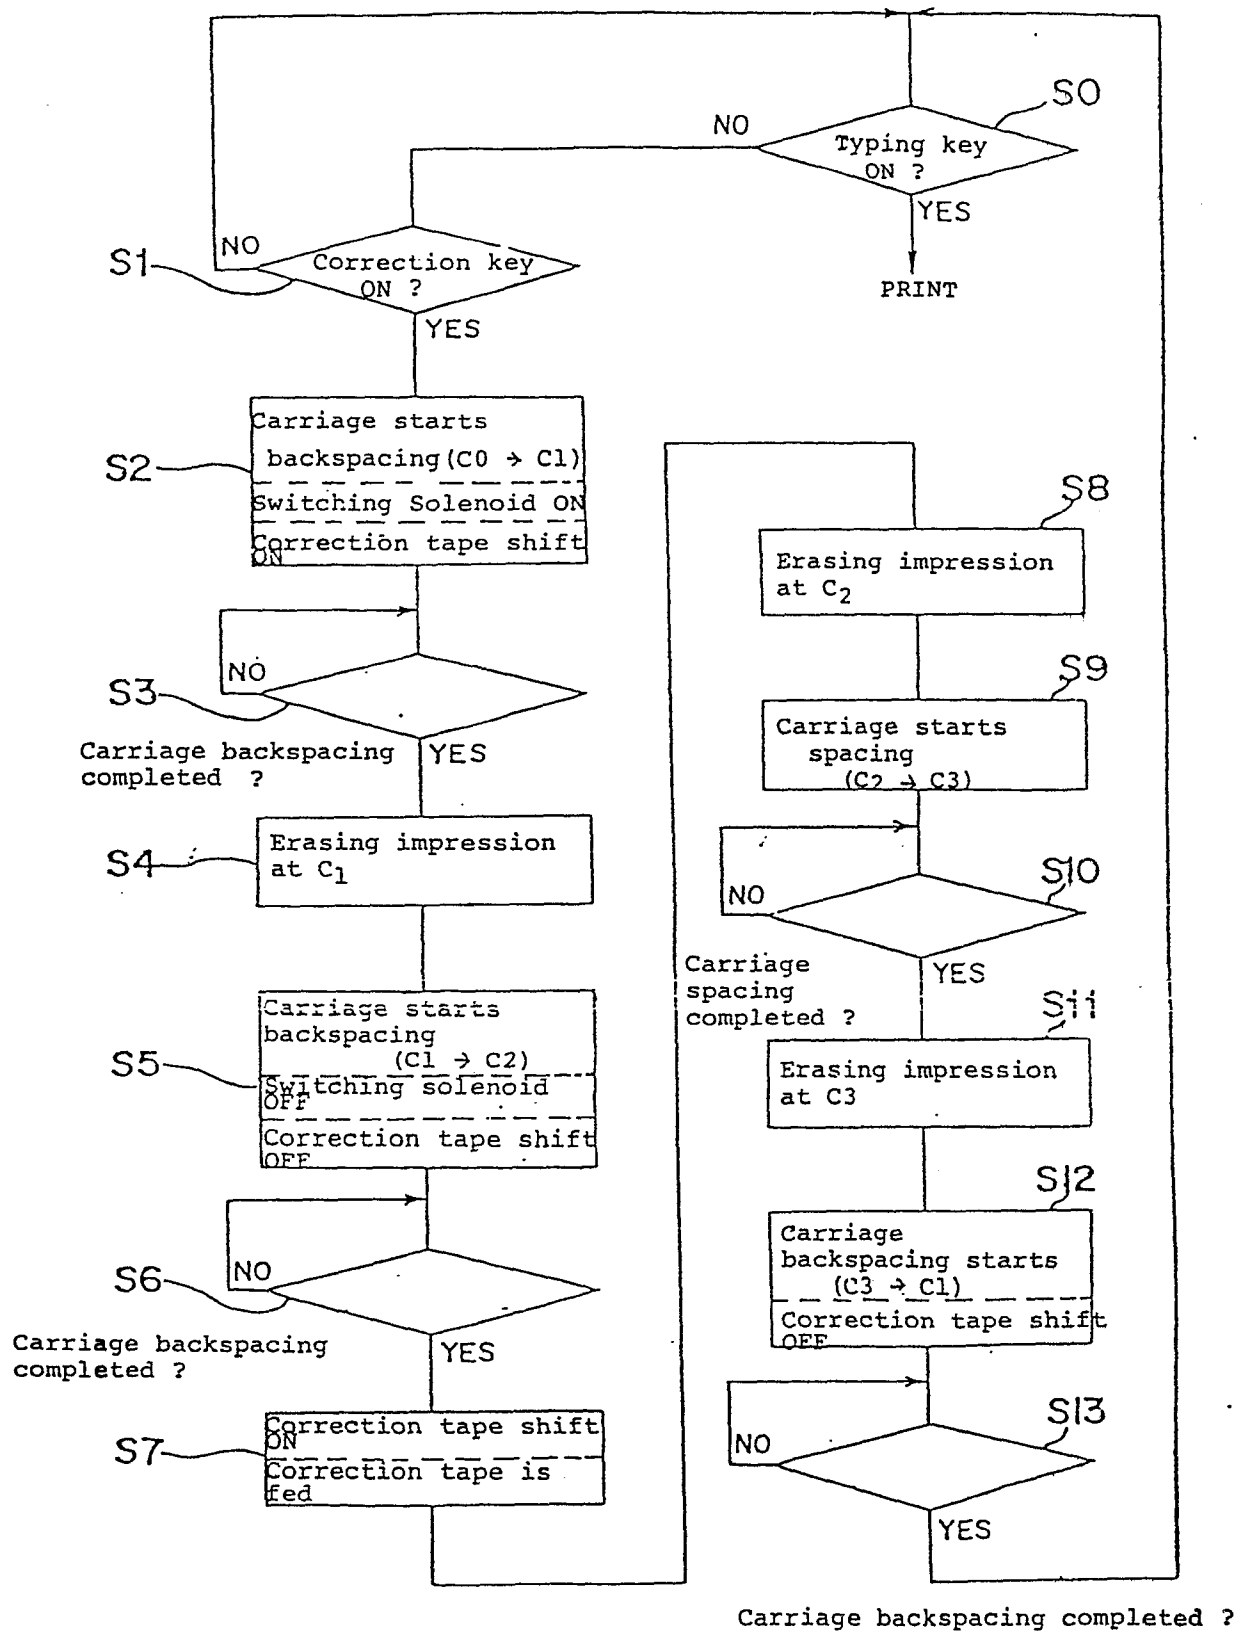 S0
NO
Typing key
ON ?
YES
PRINT
S1
NO
Correction key
ON ?
YES
S2
Carriage starts
backspacing (C0 → C1)
Switching Solenoid ON
Correction tape shift
ON
S3
NO
Carriage backspacing
completed ?
YES
S4
Erasing impression
at C1
S5
Carriage starts
backspacing
(C1 → C2)
Switching solenoid
OFF
Correction tape shift
OFF
S6
NO
Carriage backspacing
completed ?
YES
S7
Correction tape shift
ON
Correction tape is
fed
S8
Erasing impression
at C2
S9
Carriage starts
spacing
(C2 → C3)
S10
NO
Carriage
spacing
completed ?
YES
S11
Erasing impression
at C3
S12
Carriage
backspacing starts
(C3 → C1)
Correction tape shift
OFF
S13
NO
YES
Carriage backspacing completed ?